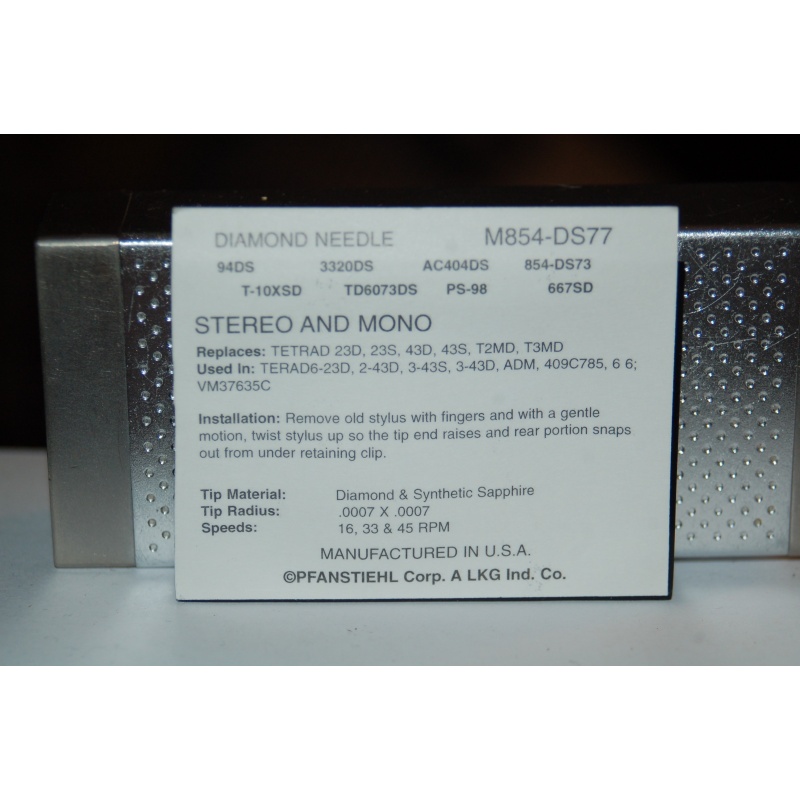 DIAMOND NEEDLE M854-DS77
94DS 3320DS AC404DS 854-DS73
T-10XSD TD6073DS PS-98 667SD
STEREO AND MONO
Replaces: TETRAD 23D, 23S, 43D, 43S, T2MD, T3MD
Used In: TERAD6-23D, 2-43D, 3-43S, 3-43D, ADM, 409C785, 6 6;
VM37635C
Installation: Remove old stylus with fingers and with a gentle
motion, twist stylus up so the tip end raises and rear portion snaps
out from under retaining clip.
Tip Material: Diamond & Synthetic Sapphire
Tip Radius: .0007 X .0007
Speeds: 16, 33 & 45 RPM
MANUFACTURED IN U.S.A.
©PFANSTIEHL Corp. A LKG Ind. Co.